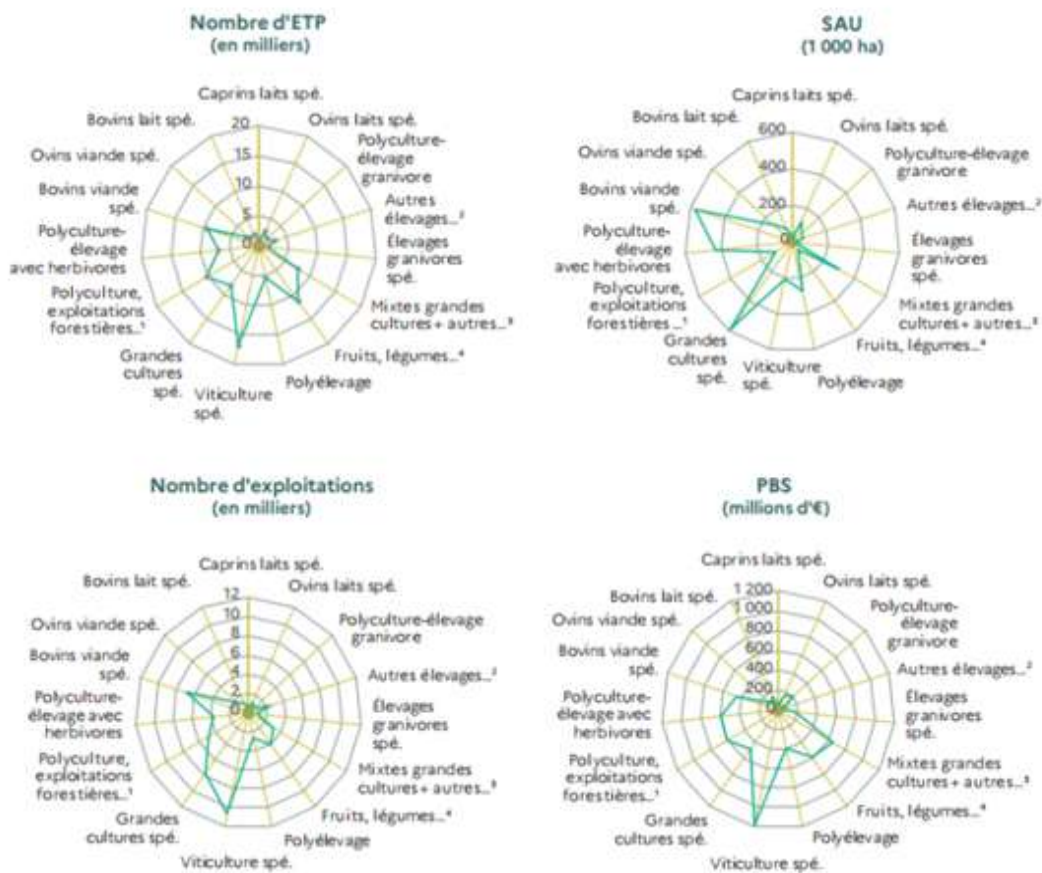 Nombre d'ETP
(en milliers)
Caprins laits spé.
Ovins laits spé.
Polyculture-
élevage
granivore
Autres
élevages...²
Élevages
granivores
spé.
Mixtes grandes
cultures + autres...³
Fruits, légumes...⁴
Polyélevage
Viticulture
spé.
Grandes
cultures
spé.
Polyculture,
exploitations
forestières...¹
Polyculture-
élevage
avec herbivores
Bovins viande
spé.
Ovins viande spé.
Bovins lait spé.
20
15
10
5
0
SAU
(1 000 ha)
Caprins laits spé.
Ovins laits spé.
Polyculture-élevage
granivore
Autres élevages...²
Élevages
granivores
spé.
Mixtes grandes
cultures + autres...³
Fruits, légumes...⁴
Polyélevage
Viticulture
spé.
Grandes
cultures
spé.
Polyculture,
exploitations
forestières...¹
Polyculture-
élevage
avec herbivores
Bovins viande
spé.
Ovins viande spé.
Bovins lait spé.
600
400
200
0
Nombre d'exploitations
(en milliers)
Caprins laits spé.
Ovins laits spé.
Polyculture-élevage
granivore
Autres élevages...²
Élevages
granivores
spé.
Mixtes grandes
cultures + autres...³
Fruits, légumes...⁴
Polyélevage
Viticulture spé.
Grandes
cultures spé.
Polyculture,
exploitations
forestières...¹
Polyculture-
élevage avec
herbivores
Bovins viande
spé.
Ovins viande spé.
Bovins lait spé.
12
10
8
6
4
2
0
PBS
(millions d'€)
Caprins laits spé.
Ovins laits spé.
Polyculture-
élevage
granivore
Autres élevages...²
Élevages
granivores
spé.
Mixtes grandes
cultures + autres...³
Fruits, légumes...⁴
Polyélevage
Viticulture spé.
Grandes
cultures spé.
Polyculture,
exploitations
forestières...¹
Polyculture-
élevage avec
herbivores
Bovins viande
spé.
Ovins viande spé.
Bovins lait spé.
1 200
1 000
800
600
400
200
0